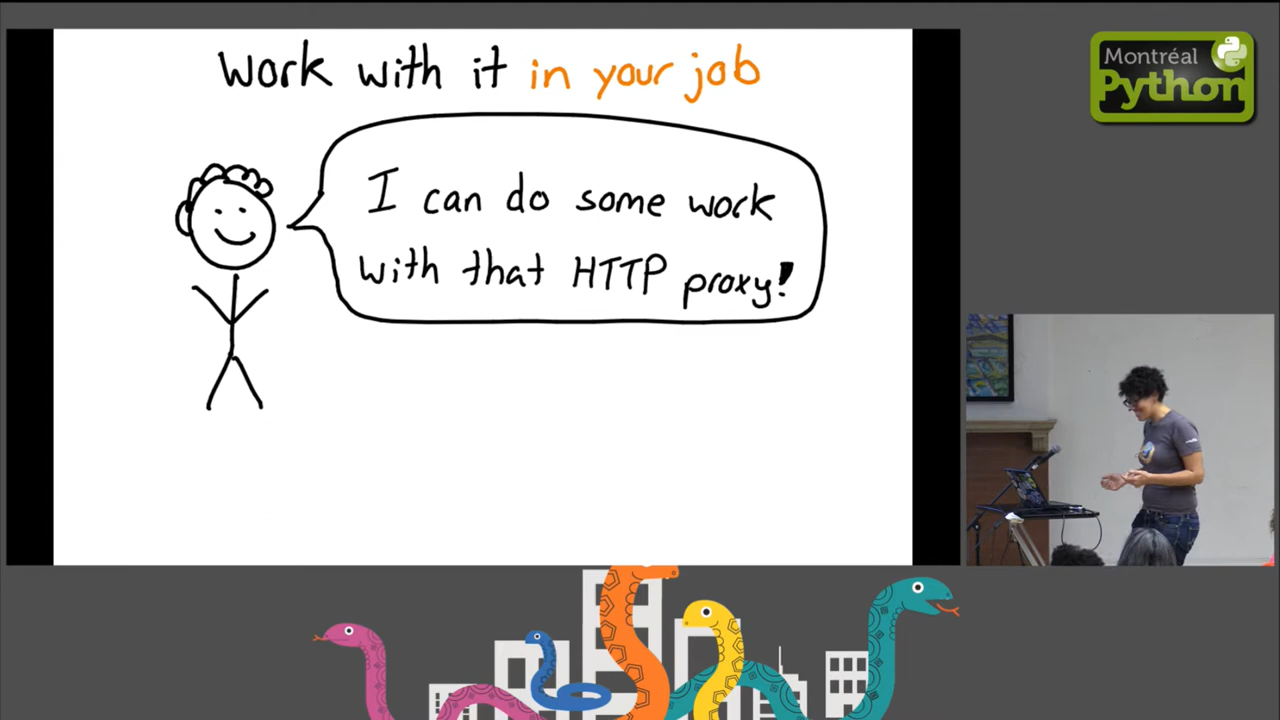 Work with it in your job
I can do some work
with that HTTP proxy!
Montréal
Python